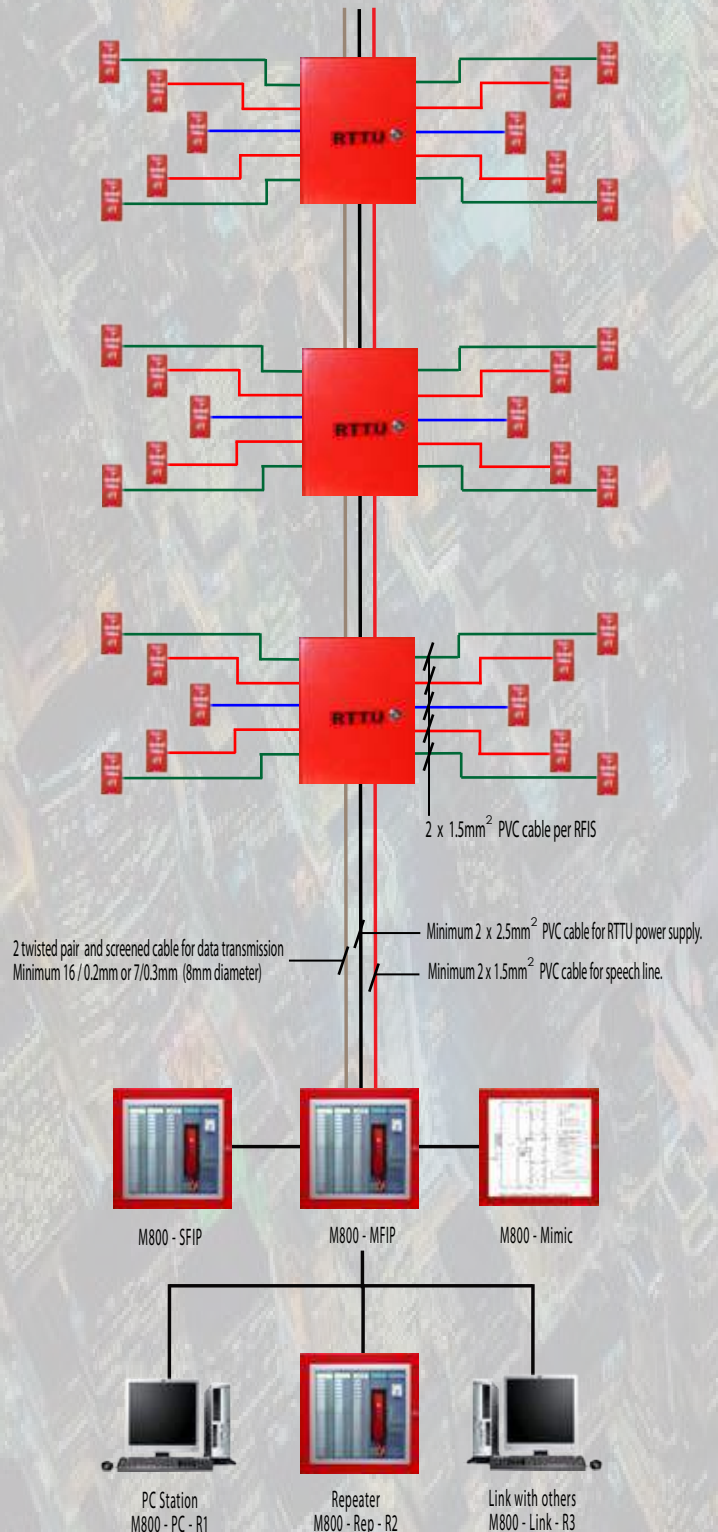 RTTU
RTTU
RTTU
2 x 1.5mm² PVC cable per RFIS
2 twisted pair and screened cable for data transmission
Minimum 16 / 0.2mm or 7/0.3mm (8mm diameter)
Minimum 2 x 2.5mm² PVC cable for RTTU power supply.
Minimum 2 x 1.5mm² PVC cable for speech line.
M800 - SFIP
M800 - MFIP
M800 - Mimic
PC Station
M800 - PC - R1
Repeater
M800 - Rep - R2
Link with others
M800 - Link - R3